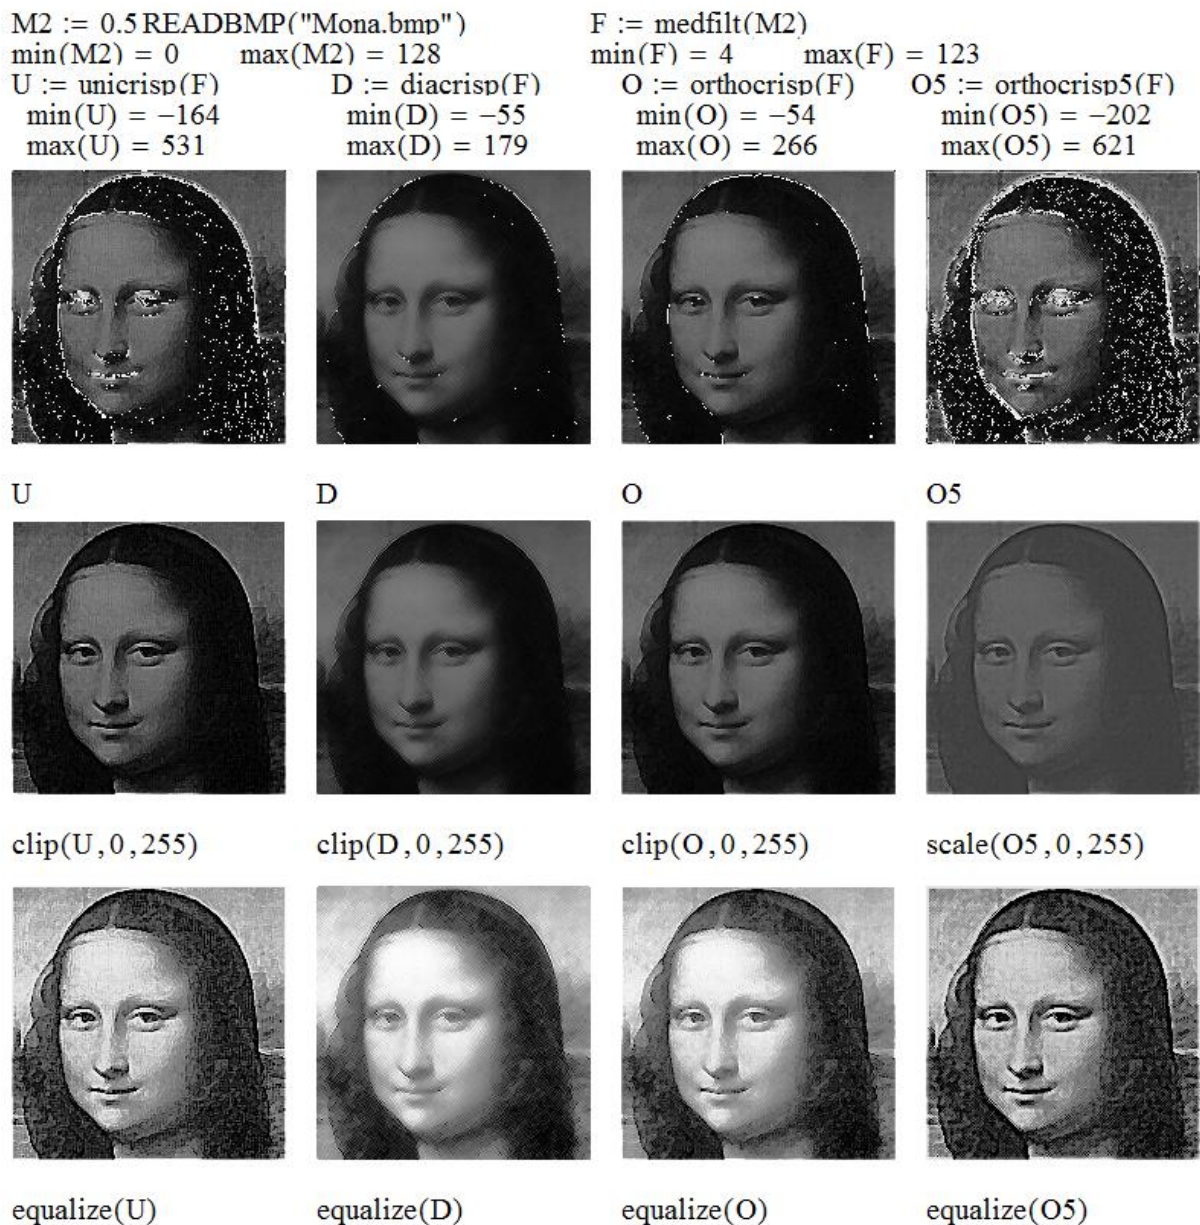 M2 := 0.5 READBMP("Mona.bmp") F := medfilt(M2)
min(M2) = 0 max(M2) = 128 min(F) = 4 max(F) = 123
U := unicrisp(F) D := diacrisp(F) O := orthocrisp(F) O5 := orthocrisp5(F)
min(U) = −164 min(D) = −55 min(O) = −54 min(O5) = −202
max(U) = 531 max(D) = 179 max(O) = 266 max(O5) = 621
U D O O5
clip(U,0,255) clip(D,0,255) clip(O,0,255) scale(O5,0,255)
equalize(U) equalize(D) equalize(O) equalize(O5)